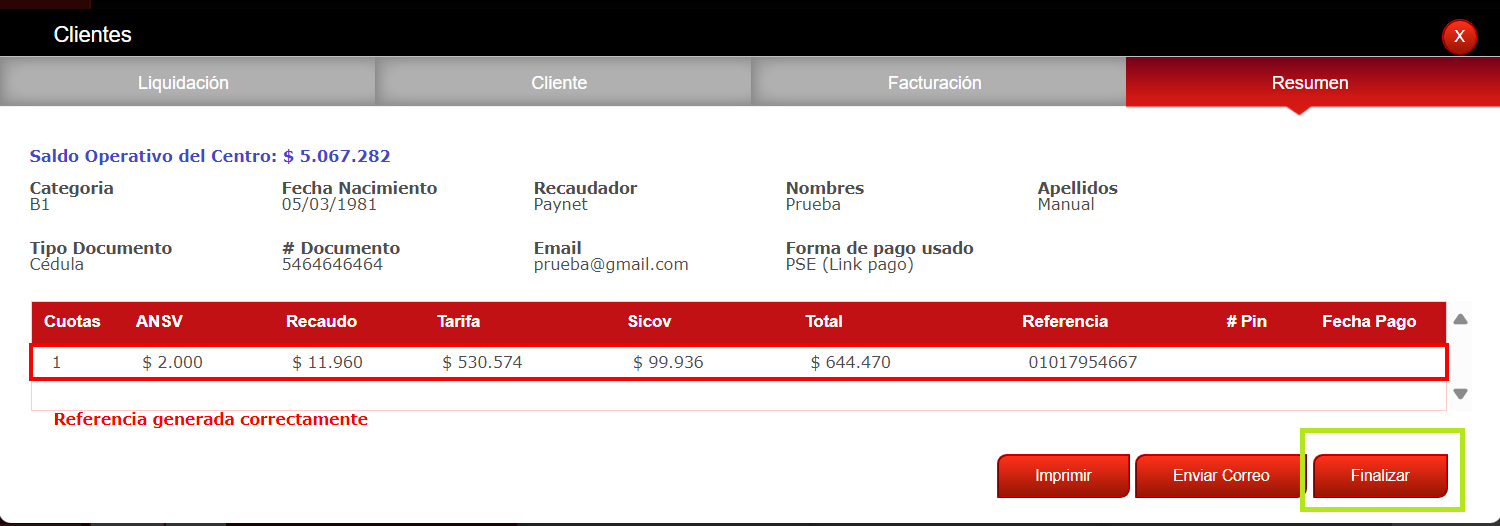 Clientes
X
Liquidación Cliente Facturación Resumen
Saldo Operativo del Centro: $ 5.067.282
Categoria Fecha Nacimiento Recaudador Nombres Apellidos
B1 05/03/1981 Paynet Prueba Manual
Tipo Documento # Documento Email Forma de pago usado
Cédula 5464646464 prueba@gmail.com PSE (Link pago)
Cuotas ANSV Recaudo Tarifa Sicov Total Referencia # Pin Fecha Pago
1 $ 2.000 $ 11.960 $ 530.574 $ 99.936 $ 644.470 01017954667
Referencia generada correctamente
Imprimir Enviar Correo Finalizar